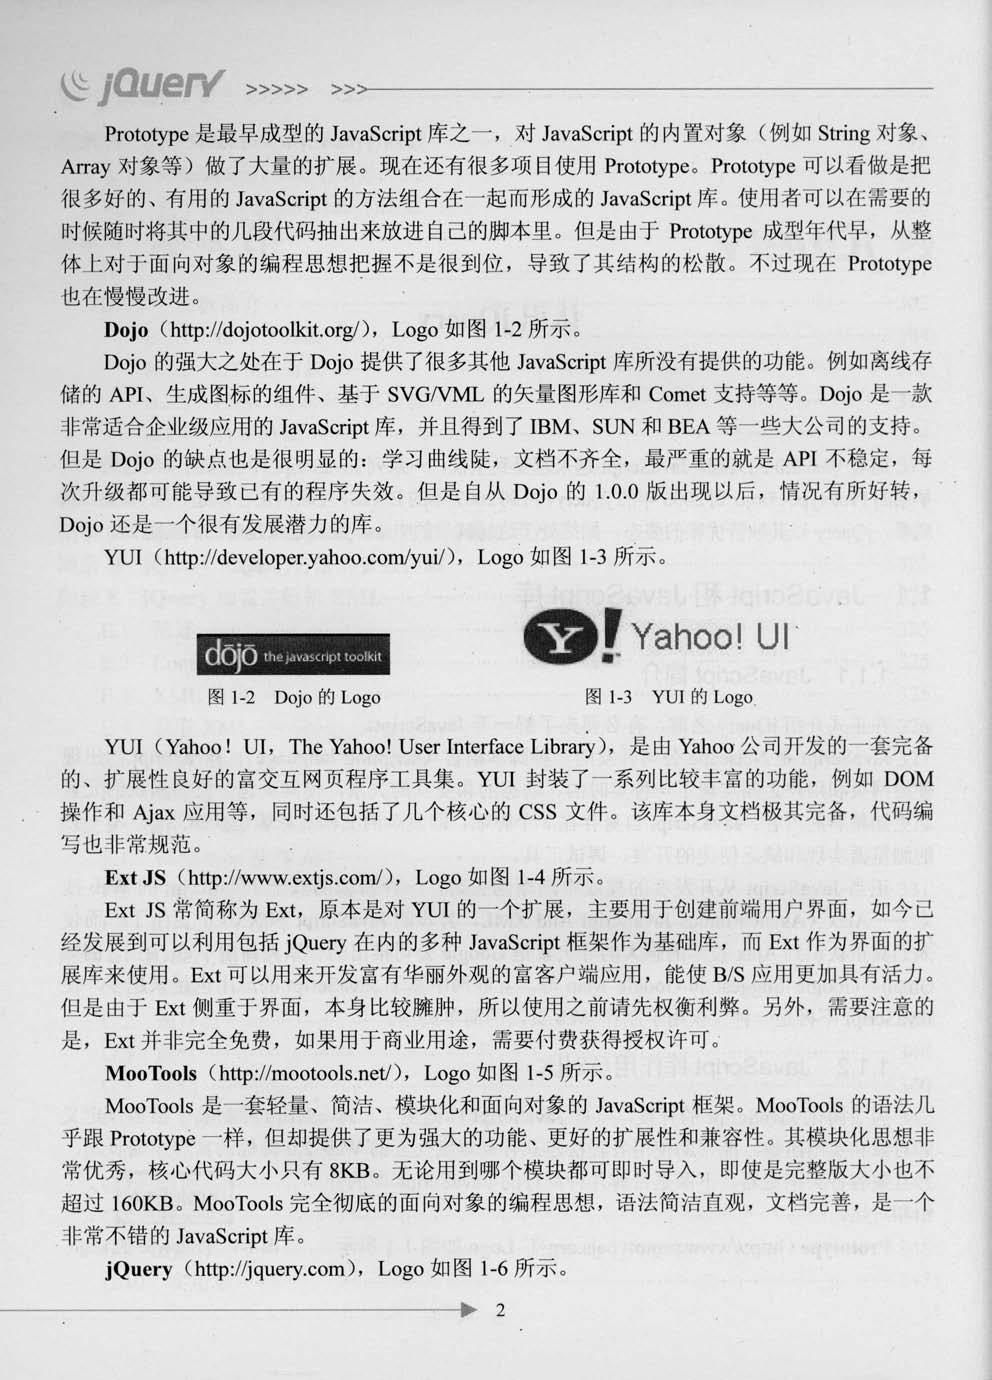 jQuery >>>>> >>>
Prototype 是最早成型的 JavaScript 库之一，对 JavaScript 的内置对象（例如 String 对象、
Array 对象等）做了大量的扩展。现在还有很多项目使用 Prototype。Prototype 可以看做是把
很多好的、有用的 JavaScript 的方法组合在一起而形成的 JavaScript 库。使用者可以在需要的
时候随时将其中的几段代码抽出来放进自己的脚本里。但是由于 Prototype 成型年代早，从整
体上对于面向对象的编程思想把握不是很到位，导致了其结构的松散。不过现在 Prototype
也在慢慢改进。
Dojo（http://dojotoolkit.org/），Logo 如图 1-2 所示。
Dojo 的强大之处在于 Dojo 提供了很多其他 JavaScript 库所没有提供的功能。例如离线存
储的 API、生成图标的组件、基于 SVG/VML 的矢量图形库和 Comet 支持等等。Dojo 是一款
非常适合企业级应用的 JavaScript 库，并且得到了 IBM、SUN 和 BEA 等一些大公司的支持。
但是 Dojo 的缺点也是很明显的：学习曲线陡，文档不齐全，最严重的就是 API 不稳定，每
次升级都可能导致已有的程序失效。但是自从 Dojo 的 1.0.0 版出现以后，情况有所好转，
Dojo 还是一个很有发展潜力的库。
YUI（http://developer.yahoo.com/yui/），Logo 如图 1-3 所示。
dōjō the javascript toolkit
Y! Yahoo! UI
图 1-2 Dojo 的 Logo
图 1-3 YUI 的 Logo
YUI（Yahoo！UI，The Yahoo! User Interface Library），是由 Yahoo 公司开发的一套完备
的、扩展性良好的富交互网页程序工具集。YUI 封装了一系列比较丰富的功能，例如 DOM
操作和 Ajax 应用等，同时还包括了几个核心的 CSS 文件。该库本身文档极其完备，代码编
写也非常规范。
Ext JS（http://www.extjs.com/），Logo 如图 1-4 所示。
Ext JS 常简称为 Ext，原本是对 YUI 的一个扩展，主要用于创建前端用户界面，如今已
经发展到可以利用包括 jQuery 在内的多种 JavaScript 框架作为基础库，而 Ext 作为界面的扩
展库来使用。Ext 可以用来开发富有华丽外观的富客户端应用，能使 B/S 应用更加具有活力。
但是由于 Ext 侧重于界面，本身比较臃肿，所以使用之前请先权衡利弊。另外，需要注意的
是，Ext 并非完全免费，如果用于商业用途，需要付费获得授权许可。
MooTools（http://mootools.net/），Logo 如图 1-5 所示。
MooTools 是一套轻量、简洁、模块化和面向对象的 JavaScript 框架。MooTools 的语法几
乎跟 Prototype 一样，但却提供了更为强大的功能、更好的扩展性和兼容性。其模块化思想非
常优秀，核心代码大小只有 8KB。无论用到哪个模块都可即时导入，即使是完整版大小也不
超过 160KB。MooTools 完全彻底的面向对象的编程思想，语法简洁直观，文档完善，是一个
非常不错的 JavaScript 库。
jQuery（http://jquery.com），Logo 如图 1-6 所示。
2